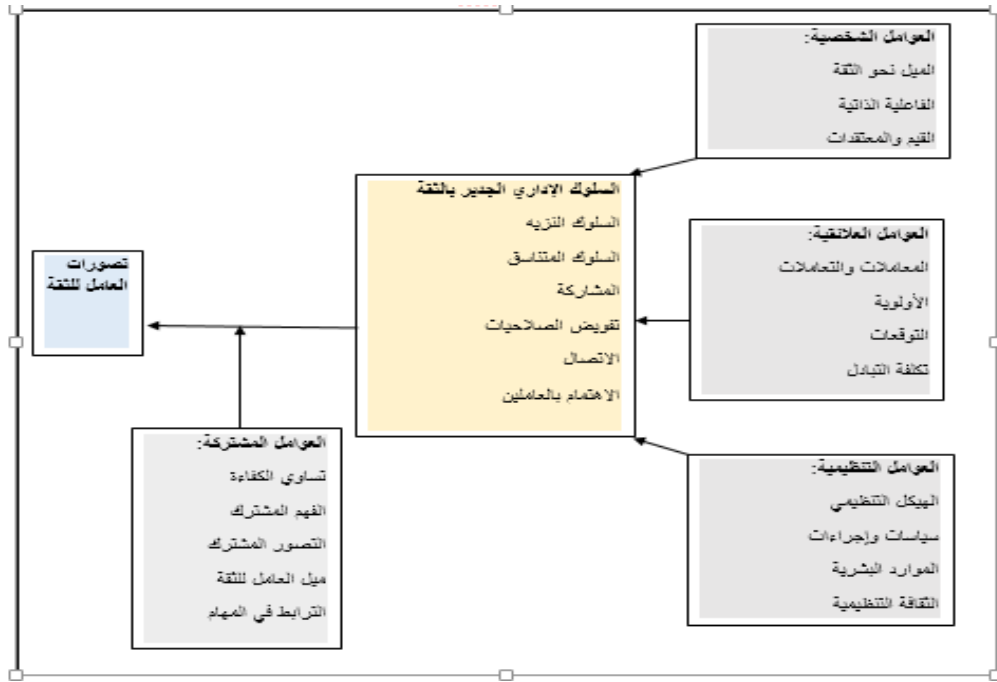 العوامل الشخصية:
الميل نحو الثقة
الفاعلية الذاتية
القيم والمعتقدات
السلوك الإداري الجدير بالثقة
السلوك النزيه
السلوك المتناسق
المشاركة
تفويض الصلاحيات
الاتصال
الاهتمام بالعاملين
العوامل العلائقية:
المعاملات والتعاملات
الأولوية
التوقعات
تكلفة التبادل
تصورات
العامل للثقة
العوامل المشتركة:
تساوي الكفاءة
الفهم المشترك
التصور المشترك
ميل العامل للثقة
الترابط في المهام
العوامل التنظيمية:
الهيكل التنظيمي
سياسات وإجراءات
الموارد البشرية
الثقافة التنظيمية